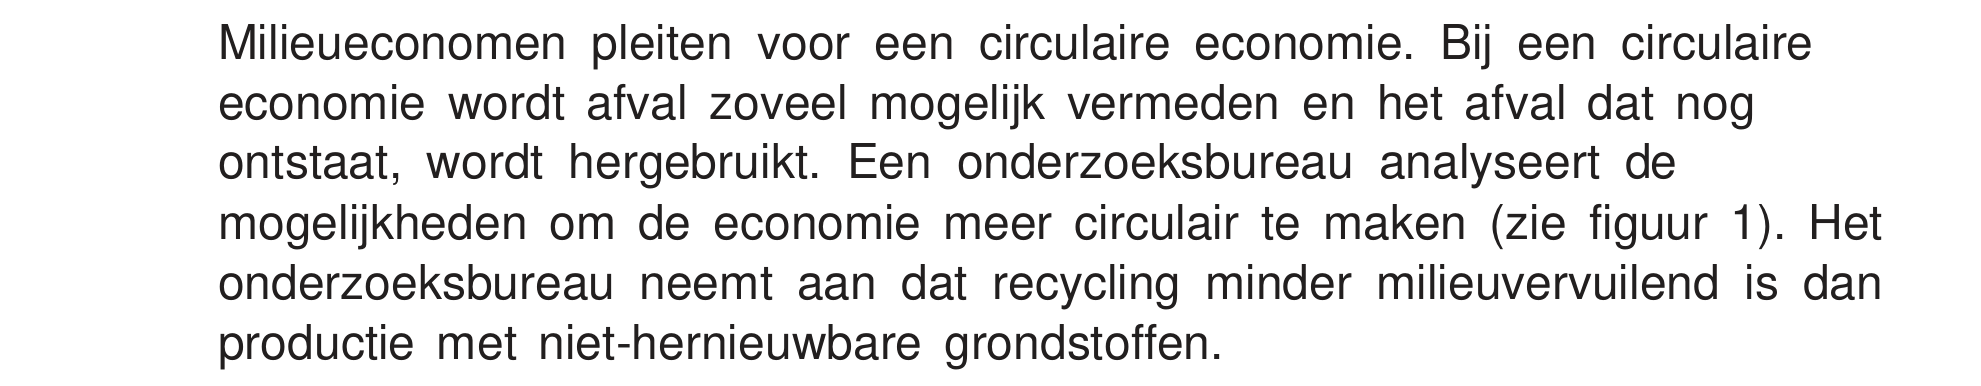 Milieueconomen pleiten voor een circulaire economie. Bij een circulaire
economie wordt afval zoveel mogelijk vermeden en het afval dat nog
ontstaat, wordt hergebruikt. Een onderzoeksbureau analyseert de
mogelijkheden om de economie meer circulair te maken (zie figuur 1). Het
onderzoeksbureau neemt aan dat recycling minder milieuvervuilend is dan
productie met niet-hernieuwbare grondstoffen.